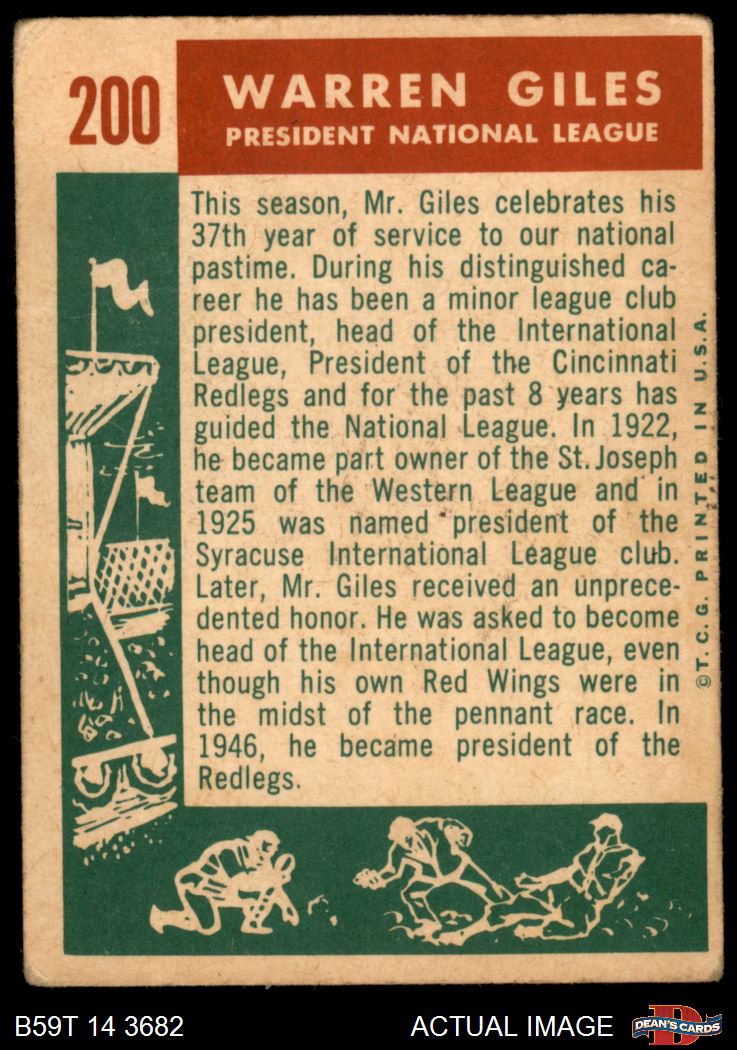 200
WARREN GILES
PRESIDENT NATIONAL LEAGUE
This season, Mr. Giles celebrates his
37th year of service to our national
pastime. During his distinguished ca-
reer he has been a minor league club
president, head of the International
League, President of the Cincinnati
Redlegs and for the past 8 years has
guided the National League. In 1922,
he became part owner of the St. Joseph
team of the Western League and in
1925 was named president of the
Syracuse International League club.
Later, Mr. Giles received an unprece-
dented honor. He was asked to become
head of the International League, even
though his own Red Wings were in
the midst of the pennant race. In
1946, he became president of the
Redlegs.
©T. C. G. PRINTED IN U.S.A.
B59T 14 3682
ACTUAL IMAGE
D
DEAN'S CARDS